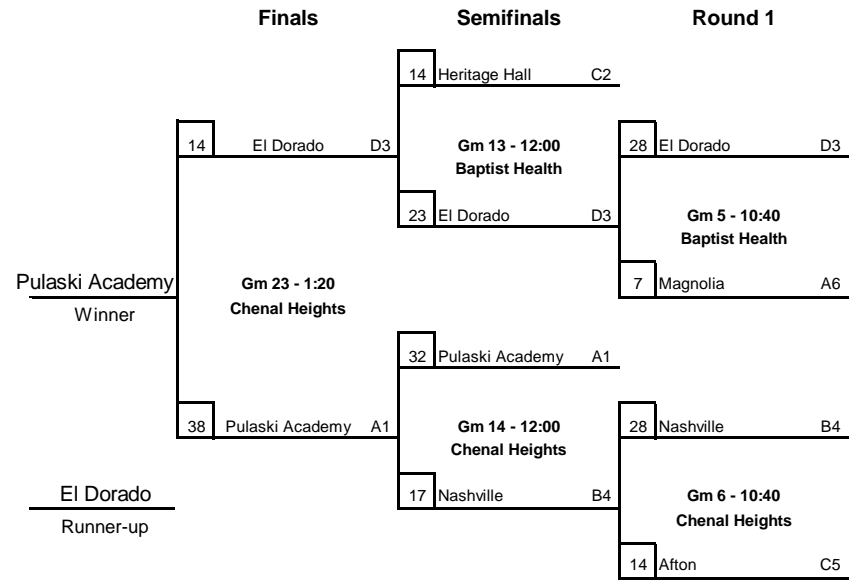 Finals Semifinals Round 1
14 Heritage Hall C2
14 El Dorado D3 Gm 13 - 12:00 28 El Dorado D3
Baptist Health
23 El Dorado D3 Gm 5 - 10:40
Baptist Health
Pulaski Academy Gm 23 - 1:20 7 Magnolia A6
Winner Chenal Heights
32 Pulaski Academy A1
38 Pulaski Academy A1 Gm 14 - 12:00 28 Nashville B4
Chenal Heights
El Dorado 17 Nashville B4 Gm 6 - 10:40
Runner-up Chenal Heights
14 Afton C5